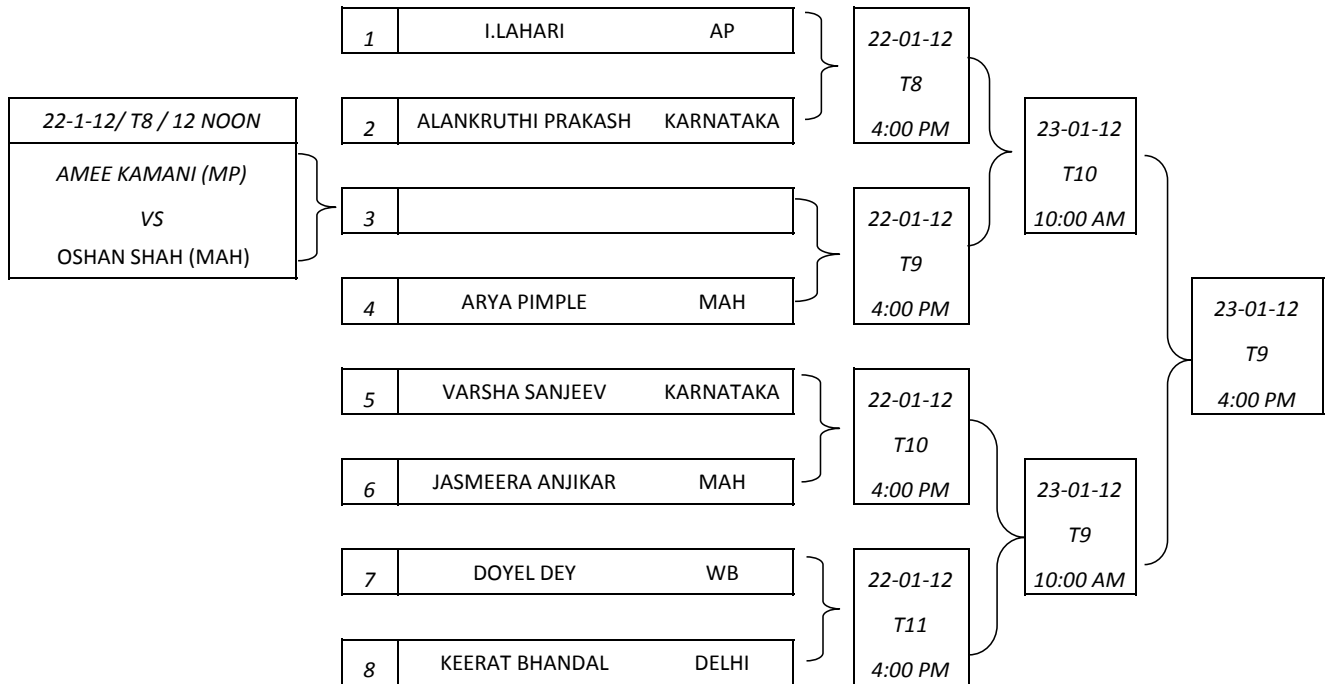 1 I.LAHARI AP
2 ALANKRUTHI PRAKASH KARNATAKA
22-1-12/ T8 / 12 NOON
AMEE KAMANI (MP)
VS
OSHAN SHAH (MAH)
3
4 ARYA PIMPLE MAH
5 VARSHA SANJEEV KARNATAKA
6 JASMEERA ANJIKAR MAH
7 DOYEL DEY WB
8 KEERAT BHANDAL DELHI
22-01-12
T8
4:00 PM
22-01-12
T9
4:00 PM
22-01-12
T10
4:00 PM
22-01-12
T11
4:00 PM
23-01-12
T10
10:00 AM
23-01-12
T9
10:00 AM
23-01-12
T9
4:00 PM